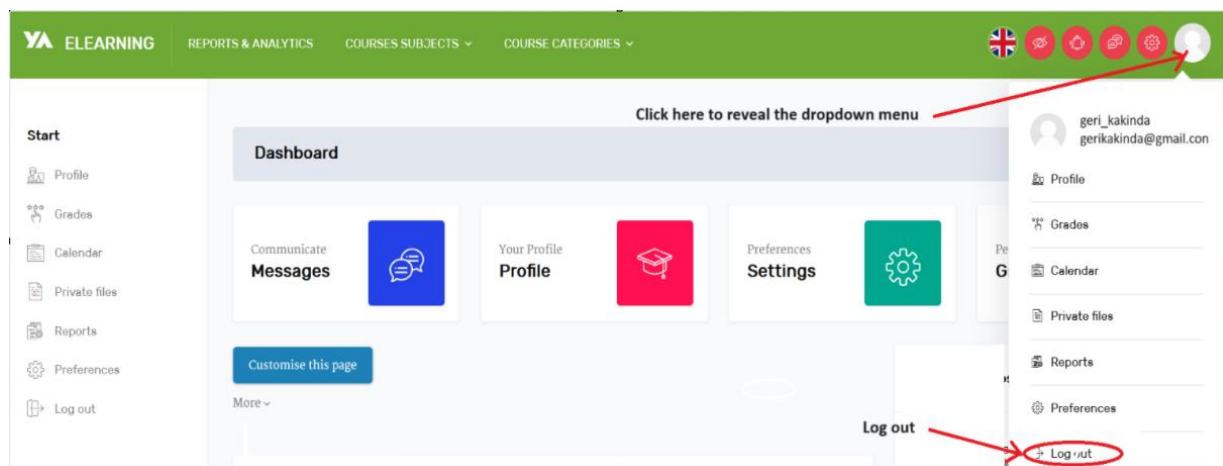 YA ELEARNING
REPORTS & ANALYTICS
COURSES SUBJECTS
COURSE CATEGORIES
Click here to reveal the dropdown menu
Start
Profile
Grades
Calendar
Private files
Reports
Preferences
Log out
Dashboard
Communicate
Messages
Your Profile
Profile
Preferences
Settings
Pe
G
Customise this page
More
Log out
geri_kakinda
gerikakinda@gmail.con
Profile
Grades
Calendar
Private files
Reports
Preferences
Log out